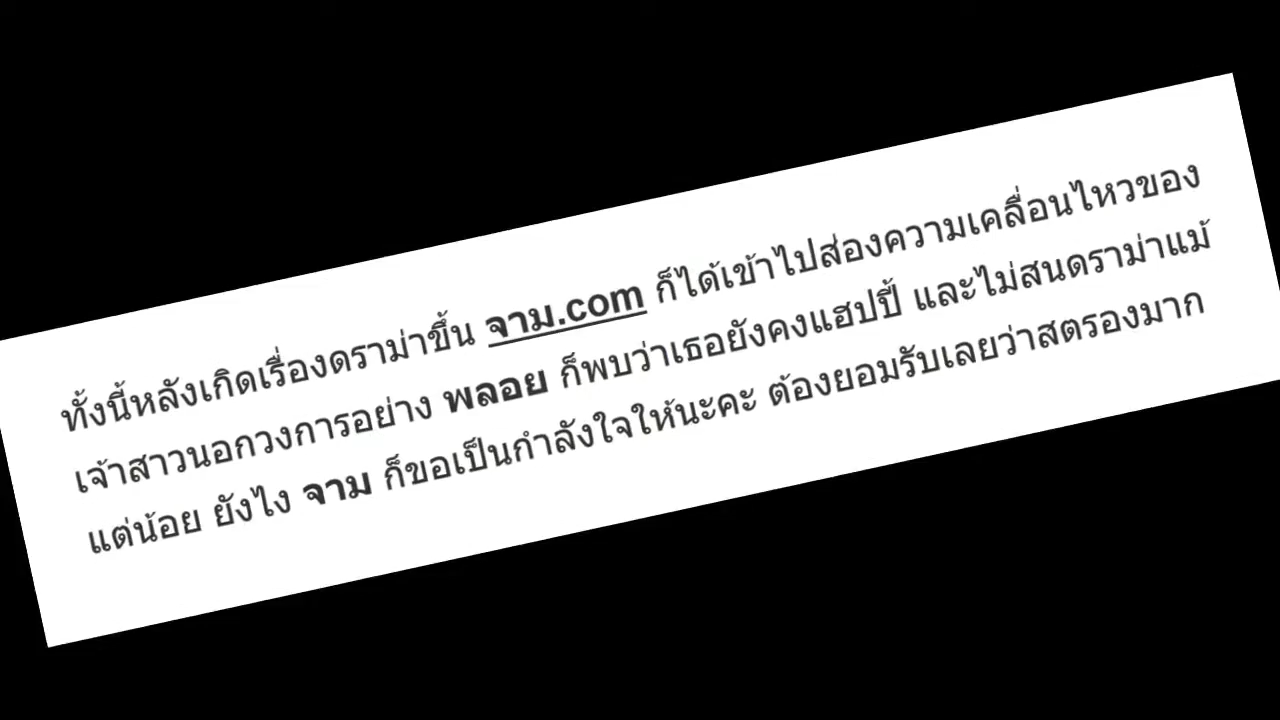 ทั้งนี้หลังเกิดเรื่องดราม่าขึ้น จาม.com ก็ได้เข้าไปส่องความเคลื่อนไหวของ
เจ้าสาวนอกวงการอย่าง พลอย ก็พบว่าเธอยังคงแฮปปี้ และไม่สนดราม่าแม้
แต่น้อย ยังไง จาม ก็ขอเป็นกำลังใจให้นะคะ ต้องยอมรับเลยว่าสตรองมาก